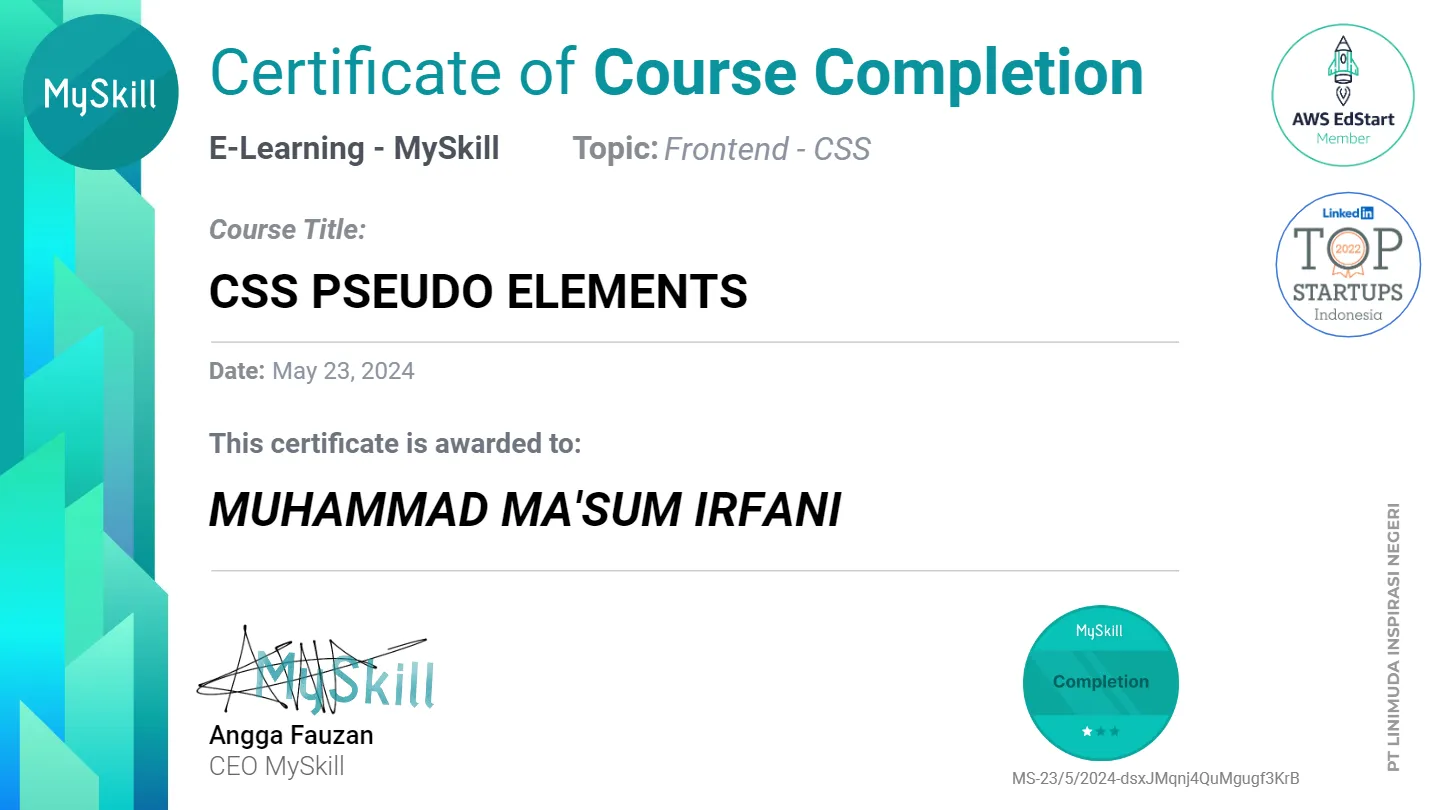 MySkill
Certificate of Course Completion
E-Learning - MySkill Topic: Frontend - CSS
Course Title:
CSS PSEUDO ELEMENTS
Date: May 23, 2024
This certificate is awarded to:
MUHAMMAD MA'SUM IRFANI
MySkill
Angga Fauzan
CEO MySkill
MySkill
Completion
MS-23/5/2024-dsxJMqnj4QuMgugf3KrB
AWS EdStart
Member
Linked in
TOP
2022
STARTUPS
Indonesia
PT LINIMUDA INSPIRASI NEGERI